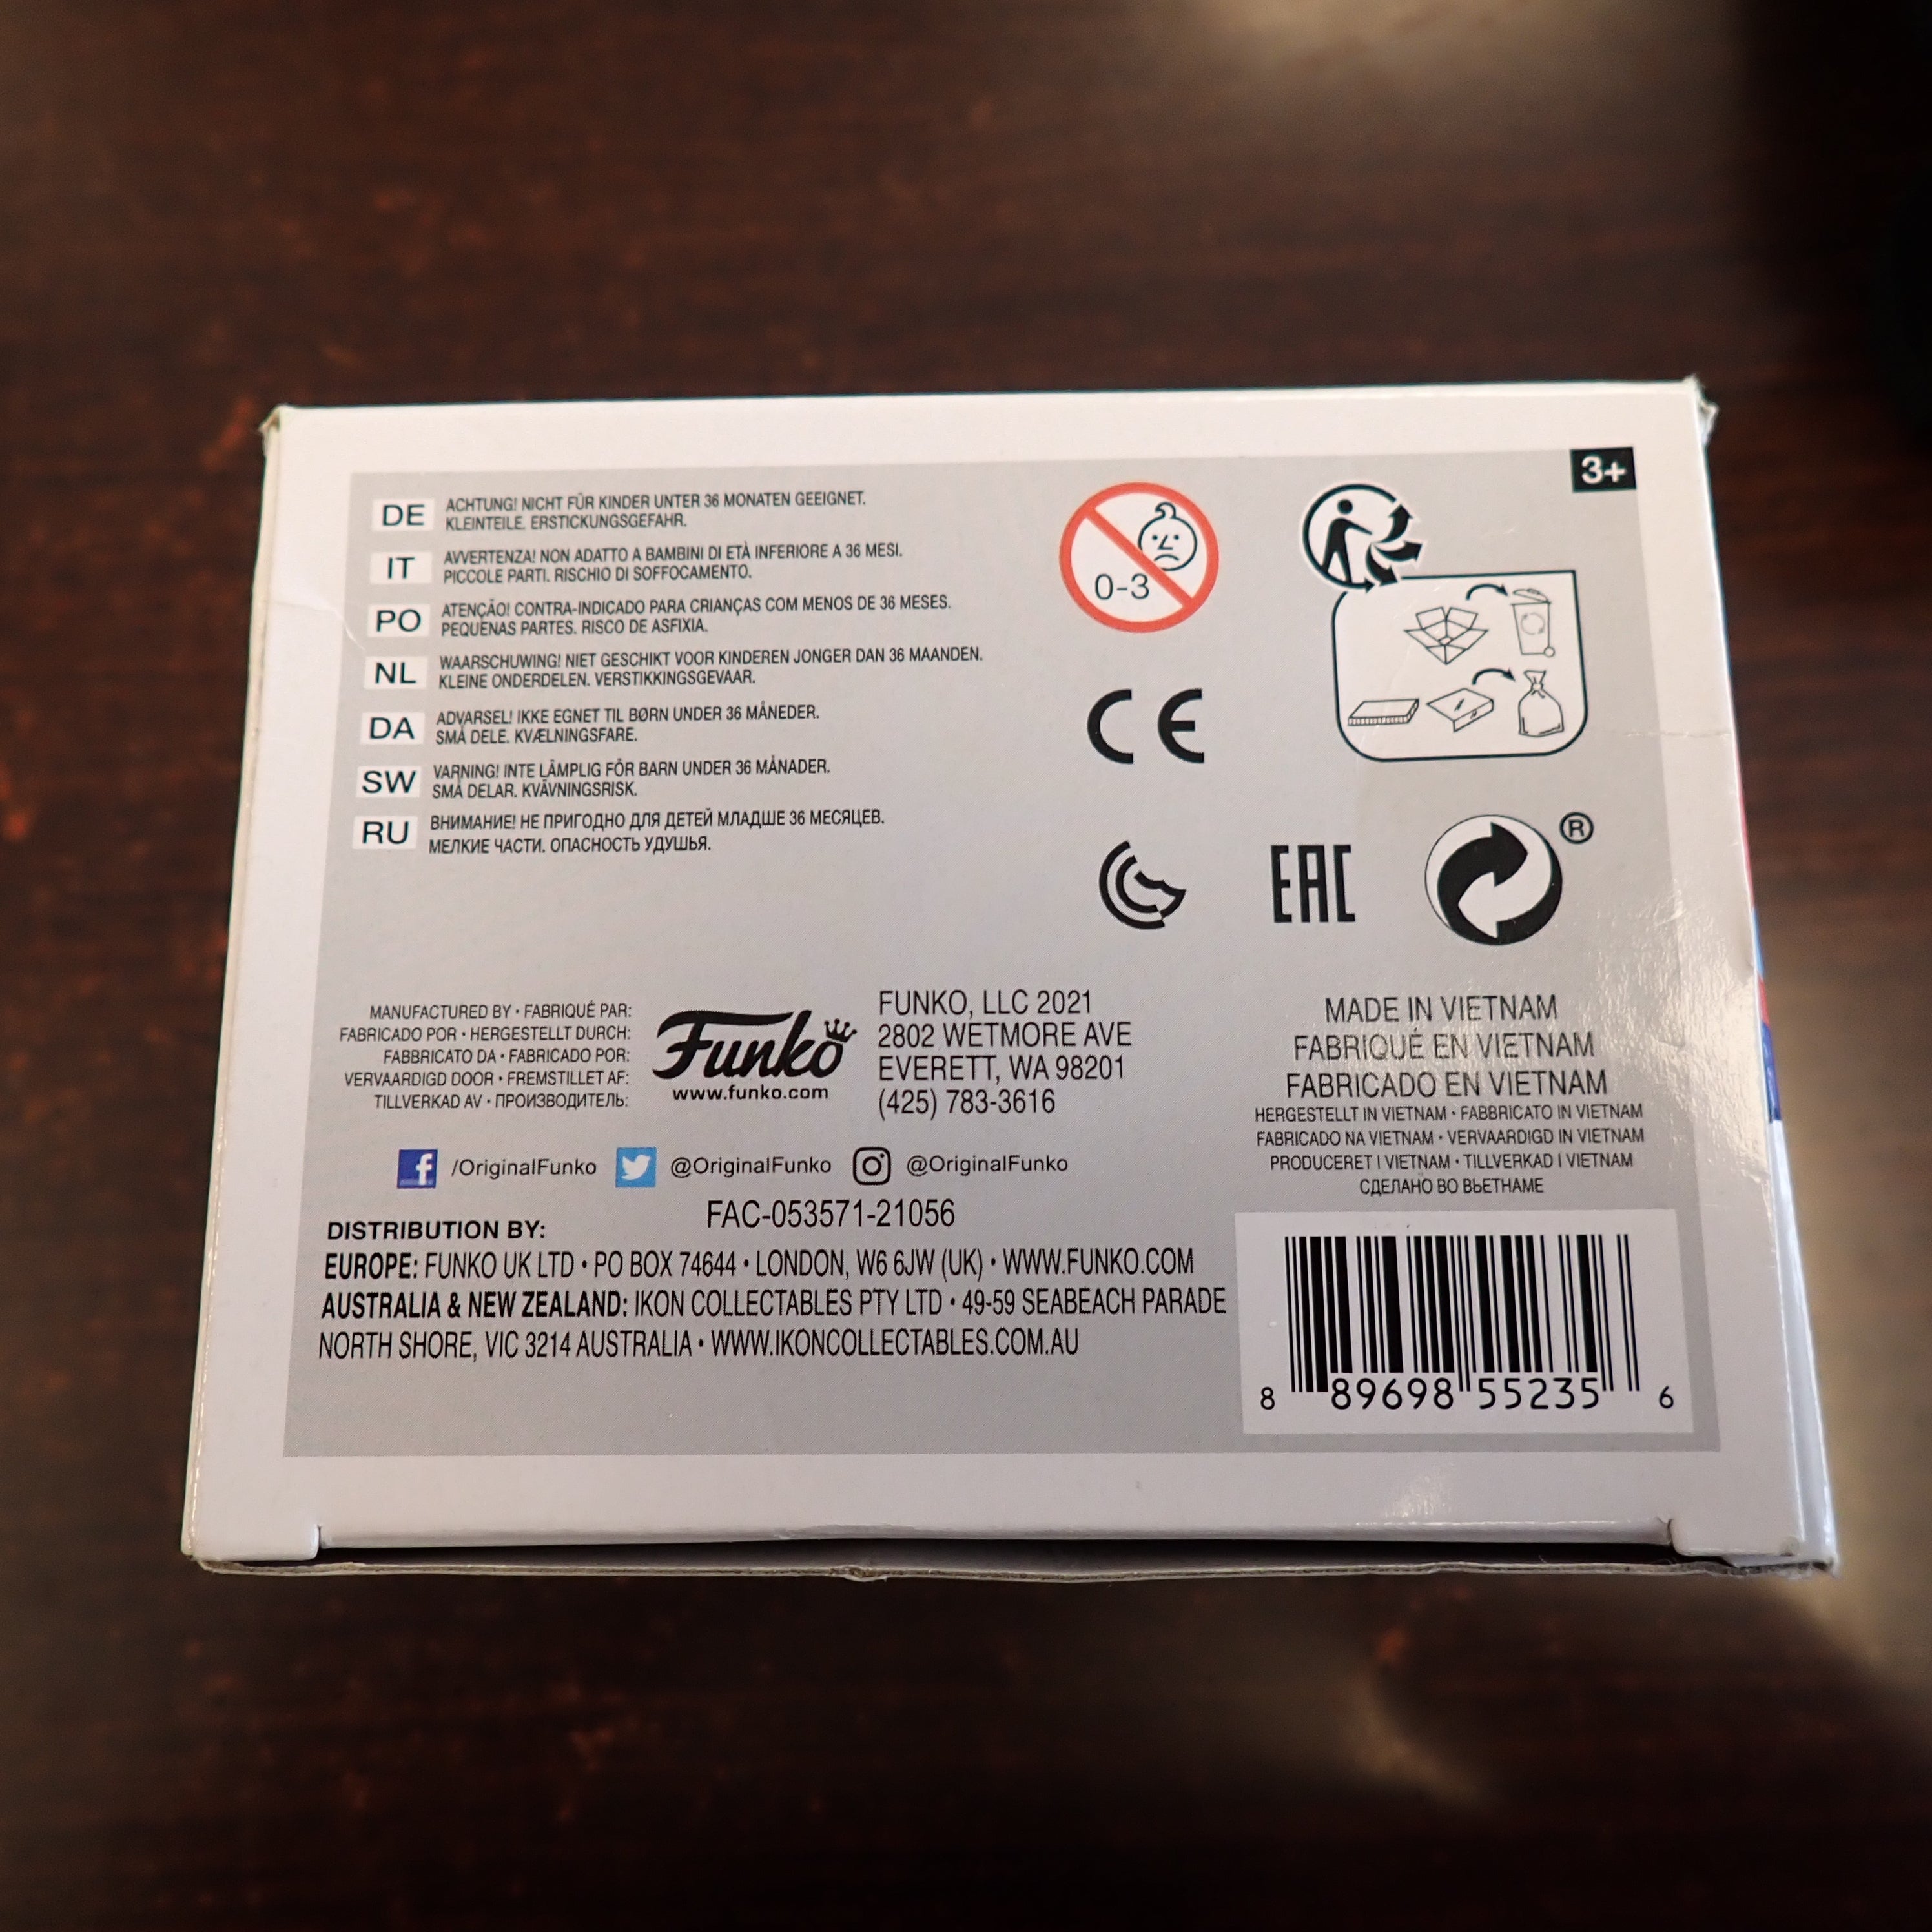 3+
DE
ACHTUNG! NICHT FÜR KINDER UNTER 36 MONATEN GEEIGNET.
KLEINTEILE. ERSTICKUNGSGEFAHR.
IT
AVVERTENZA! NON ADATTO A BAMBINI DI ETÀ INFERIORE A 36 MESI.
PICCOLE PARTI. RISCHIO DI SOFFOCAMENTO.
PO
ATENÇÃO! CONTRA-INDICADO PARA CRIANÇAS COM MENOS DE 36 MESES.
PEQUENAS PARTES. RISCO DE ASFIXIA.
NL
WAARSCHUWING! NIET GESCHIKT VOOR KINDEREN JONGER DAN 36 MAANDEN.
KLEINE ONDERDELEN. VERSTIKKINGSGEVAAR.
DA
ADVARSEL! IKKE EGNET TIL BØRN UNDER 36 MÅNEDER.
SMÅ DELE. KVÆLNINGSFARE.
SW
VARNING! INTE LÄMPLIG FÖR BARN UNDER 36 MÅNADER.
SMÅ DELAR. KVÄVNINGSRISK.
RU
ВНИМАНИЕ! НЕ ПРИГОДНО ДЛЯ ДЕТЕЙ МЛАДШЕ 36 МЕСЯЦЕВ.
МЕЛКИЕ ЧАСТИ. ОПАСНОСТЬ УДУШЬЯ.
0-3
CE
EAC
®
MANUFACTURED BY • FABRIQUÉ PAR:
FABRICADO POR • HERGESTELLT DURCH:
FABBRICATO DA • FABRICADO POR:
VERVAARDIGD DOOR • FREMSTILLET AF:
TILLVERKAD AV • ПРОИЗВОДИТЕЛЬ:
Funko
www.funko.com
FUNKO, LLC 2021
2802 WETMORE AVE
EVERETT, WA 98201
(425) 783-3616
MADE IN VIETNAM
FABRIQUÉ EN VIETNAM
FABRICADO EN VIETNAM
HERGESTELLT IN VIETNAM • FABBRICATO IN VIETNAM
FABRICADO NA VIETNAM • VERVAARDIGD IN VIETNAM
PRODUCERET I VIETNAM • TILLVERKAD I VIETNAM
СДЕЛАНО ВО ВЬЕТНАМЕ
f /OriginalFunko @OriginalFunko @OriginalFunko
FAC-053571-21056
DISTRIBUTION BY:
EUROPE: FUNKO UK LTD • PO BOX 74644 • LONDON, W6 6JW (UK) • WWW.FUNKO.COM
AUSTRALIA & NEW ZEALAND: IKON COLLECTABLES PTY LTD • 49-59 SEABEACH PARADE
NORTH SHORE, VIC 3214 AUSTRALIA • WWW.IKONCOLLECTABLES.COM.AU
8 89698 55235 6